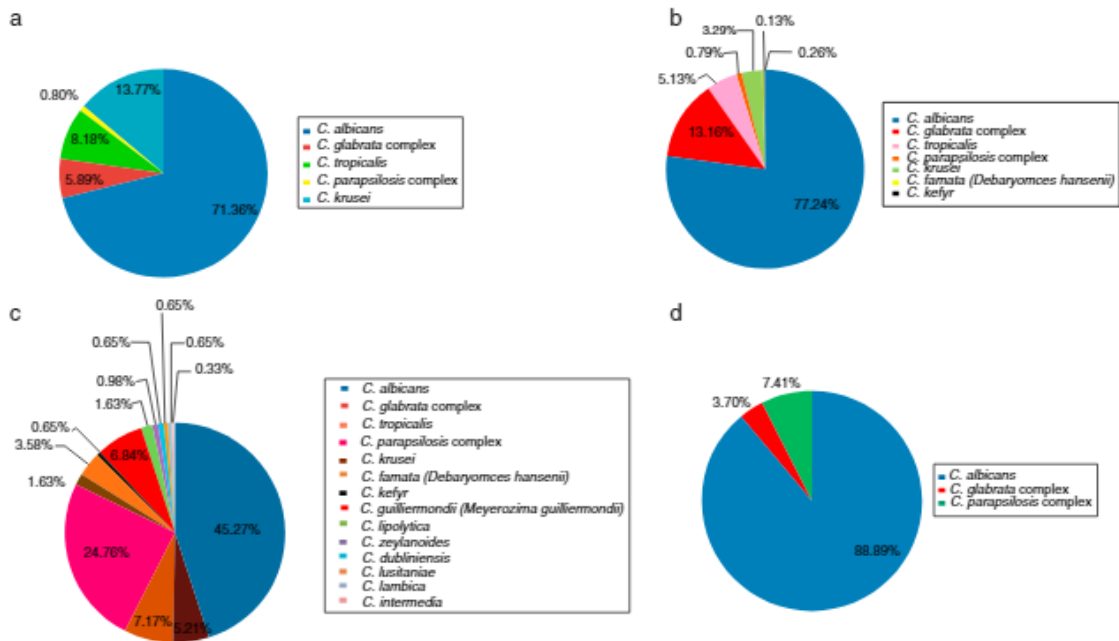 a
0.80%
13.77%
8.18%
5.89%
71.36%
C. albicans
C. glabrata complex
C. tropicalis
C. parapsilosis complex
C. krusei
b
0.13%
3.29%
0.79%
0.26%
5.13%
13.16%
77.24%
C. albicans
C. glabrata complex
C. tropicalis
C. parapsilosis complex
C. krusei
C. famata (Debaryomces hansenii)
C. kefyr
c
0.65%
0.65%
0.65%
0.98%
0.33%
1.63%
0.65%
6.84%
3.58%
1.63%
45.27%
24.76%
7.17%
5.21%
C. albicans
C. glabrata complex
C. tropicalis
C. parapsilosis complex
C. krusei
C. famata (Debaryomces hansenii)
C. kefyr
C. guilliermondii (Meyerozima guilliermondii)
C. lipolytica
C. zeylanoides
C. dubliniensis
C. lusitaniae
C. lambica
C. intermedia
d
7.41%
3.70%
88.89%
C. albicans
C. glabrata complex
C. parapsilosis complex